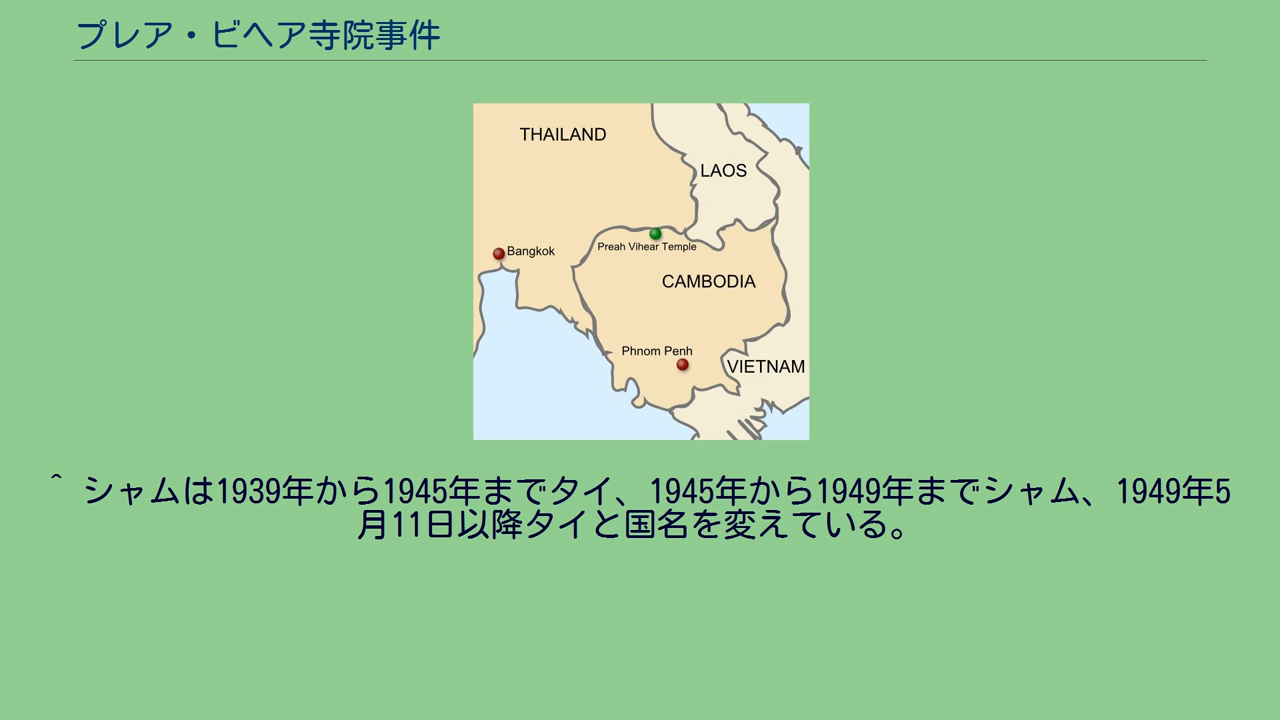 プレア・ビヘア寺院事件
THAILAND
LAOS
Preah Vihear Temple
Bangkok
CAMBODIA
Phnom Penh
VIETNAM
^ シャムは1939年から1945年までタイ、1945年から1949年までシャム、1949年5
月11日以降タイと国名を変えている。